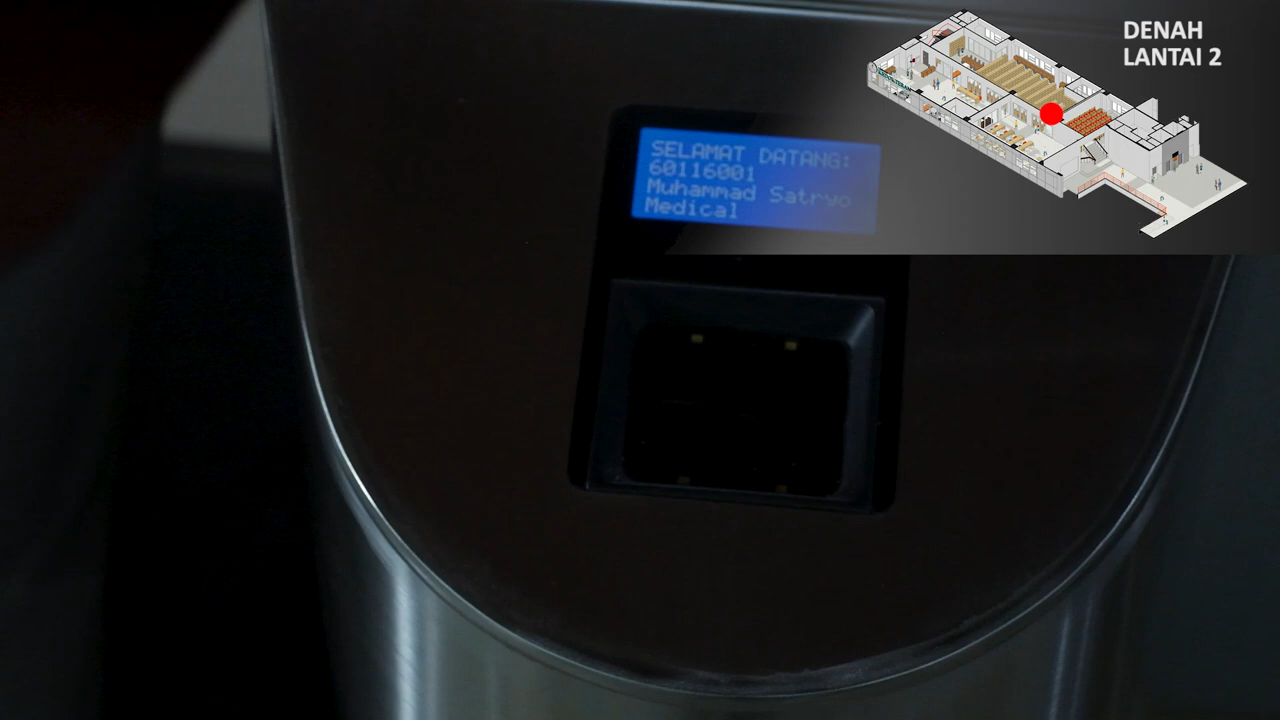 SELAMAT DATANG:
60116001
Muhammad Satryo
Medical
DENAH
LANTAI 2